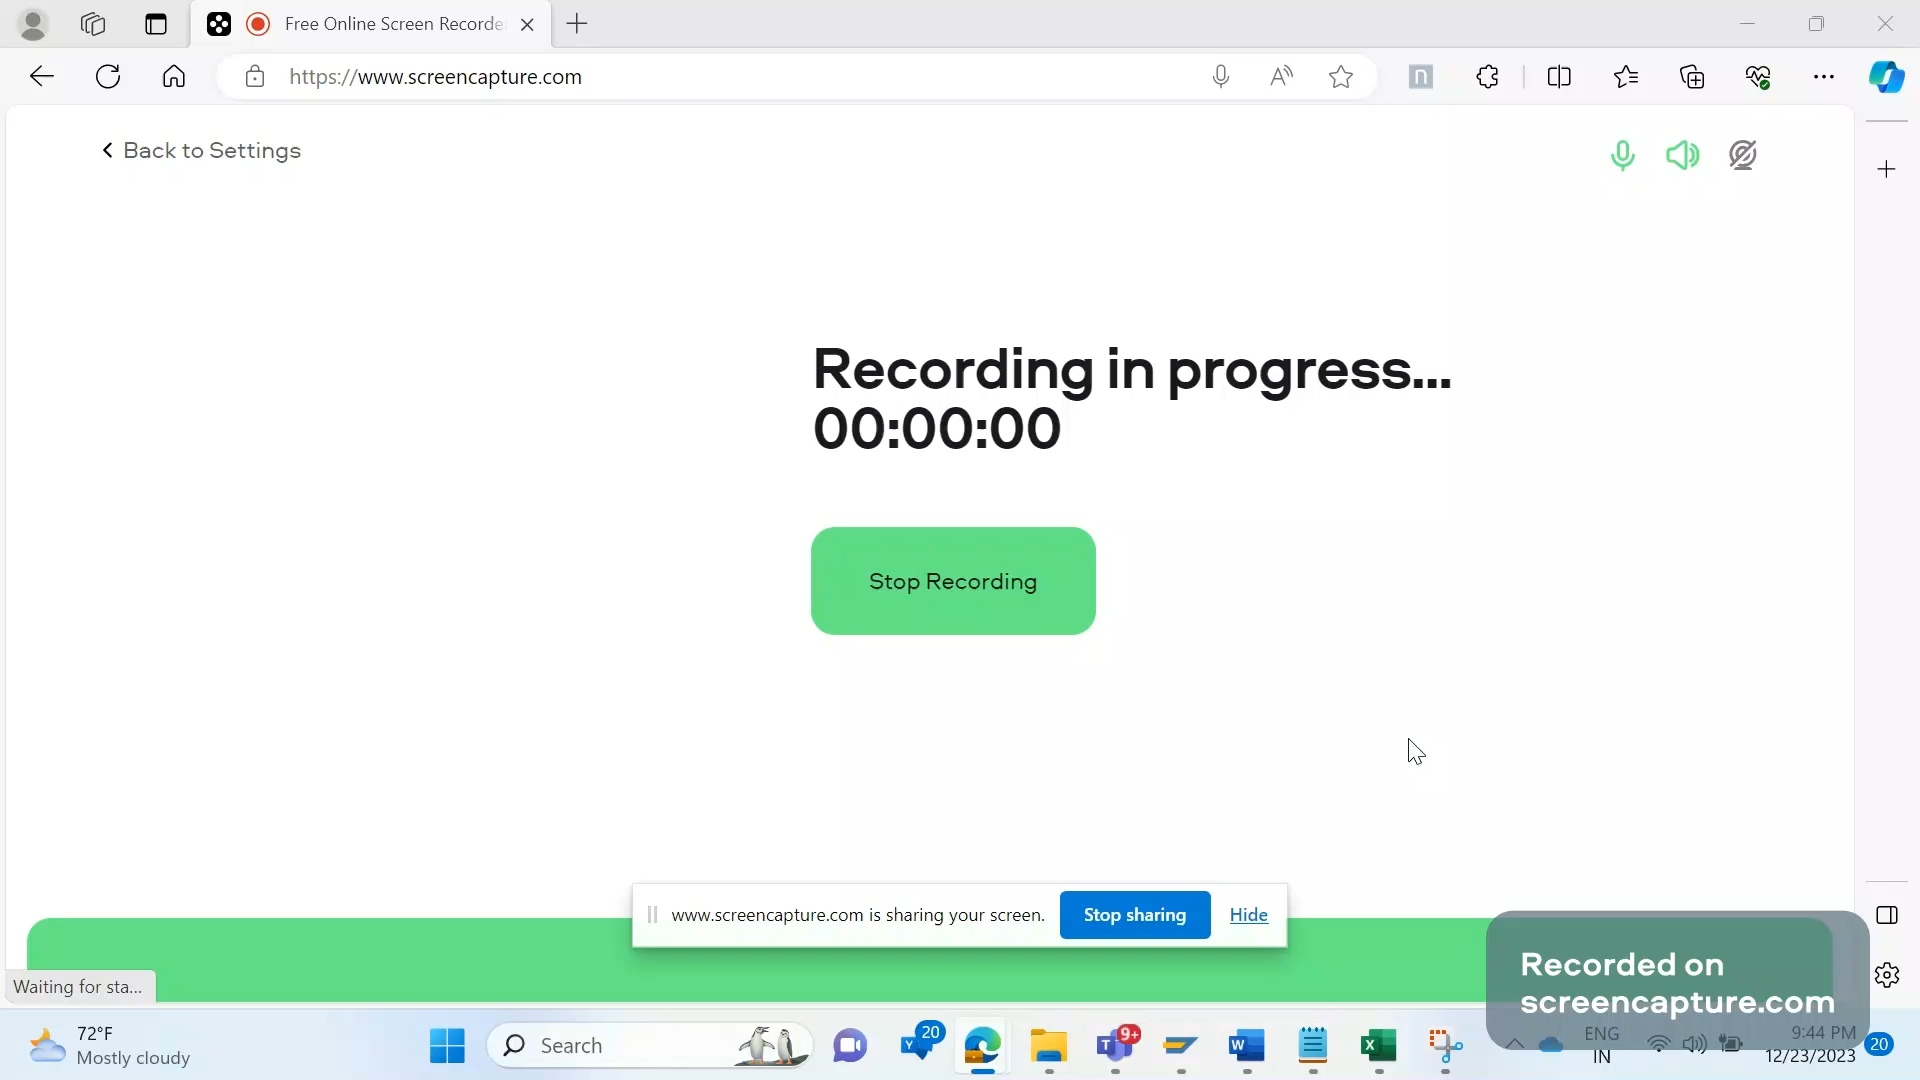 Free Online Screen Recorde
https://www.screencapture.com
n
Back to Settings
Recording in progress...
00:00:00
Stop Recording
www.screencapture.com is sharing your screen.
Stop sharing
Hide
Waiting for sta...
Recorded on
screencapture.com
72°F
Mostly cloudy
Search
20
9+
ENG
IN
9:44 PM
12/23/2023
20